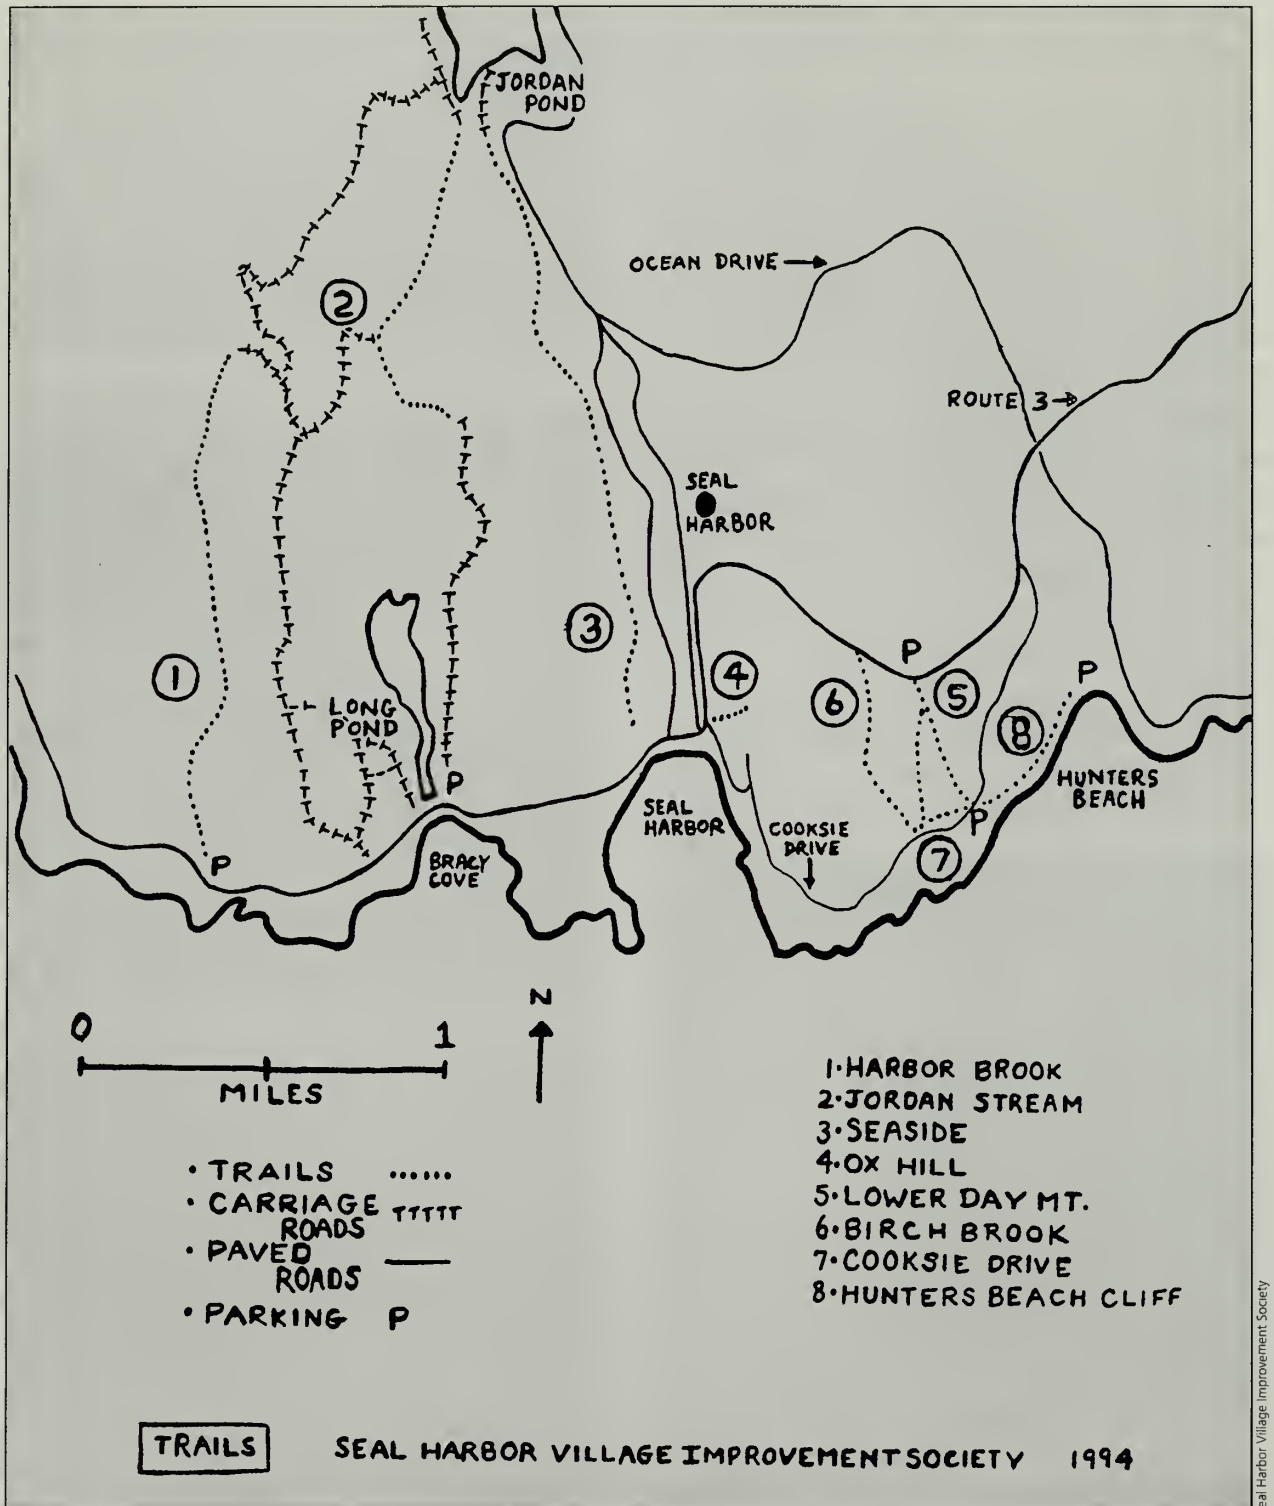 JORDAN
POND
OCEAN DRIVE
2
ROUTE 3
SEAL
HARBOR
3
1
LONG
POND
4
P
6
5
P
8
HUNTERS
BEACH
P
P
SEAL
HARBOR
COOKSIE
DRIVE
P
7
BRACY
COVE
N
0
1
MILES
1·HARBOR BROOK
2·JORDAN STREAM
3·SEASIDE
4·OX HILL
5·LOWER DAY MT.
6·BIRCH BROOK
7·COOKSIE DRIVE
8·HUNTERS BEACH CLIFF
• TRAILS ......
• CARRIAGE
ROADS TTTTT
• PAVED
ROADS
• PARKING P
TRAILS
SEAL HARBOR VILLAGE IMPROVEMENT SOCIETY 1994
eal Harbor Village Improvement Society